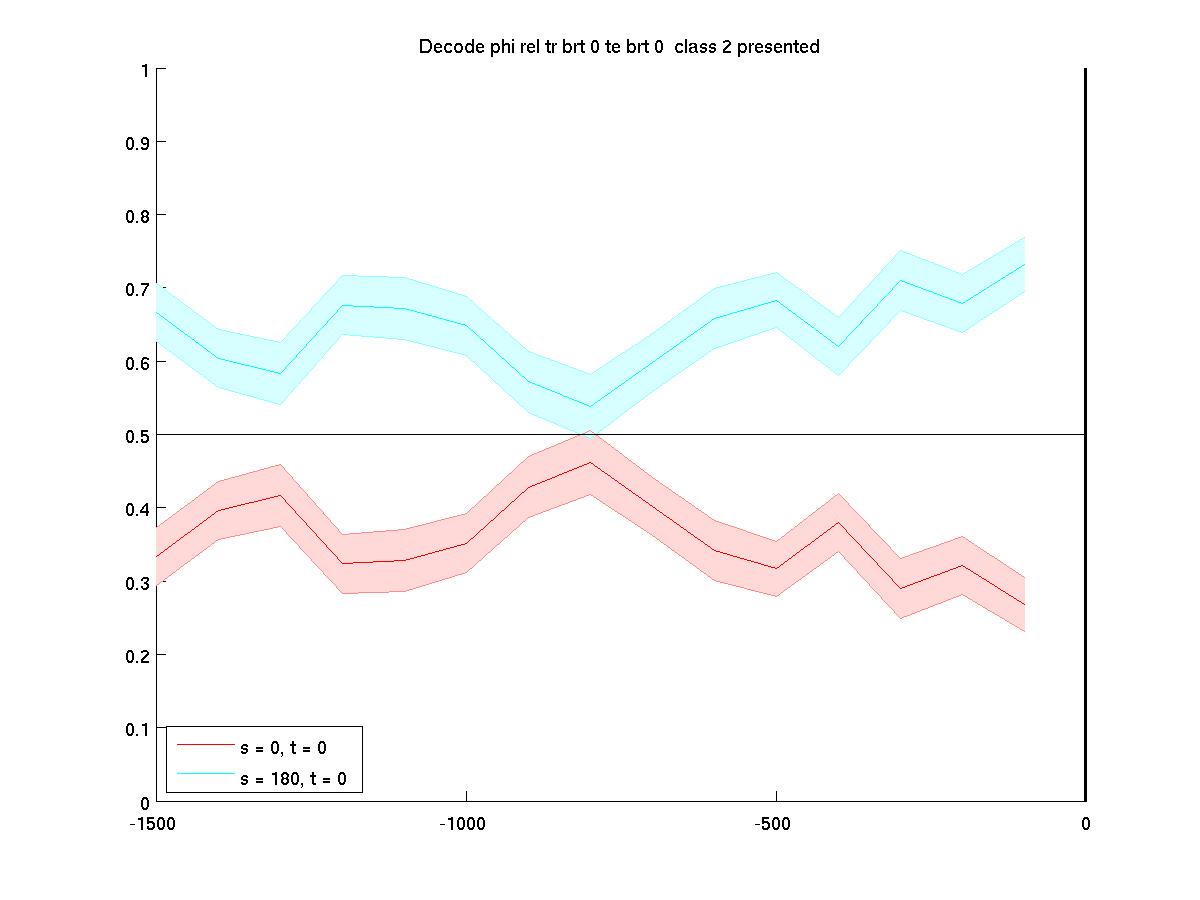 Decode phi rel tr brt 0 te brt 0  class 2 presented
1
0.9
0.8
0.7
0.6
0.5
0.4
0.3
0.2
0.1
0
s = 0, t = 0
s = 180, t = 0
-1500 -1000 -500 0